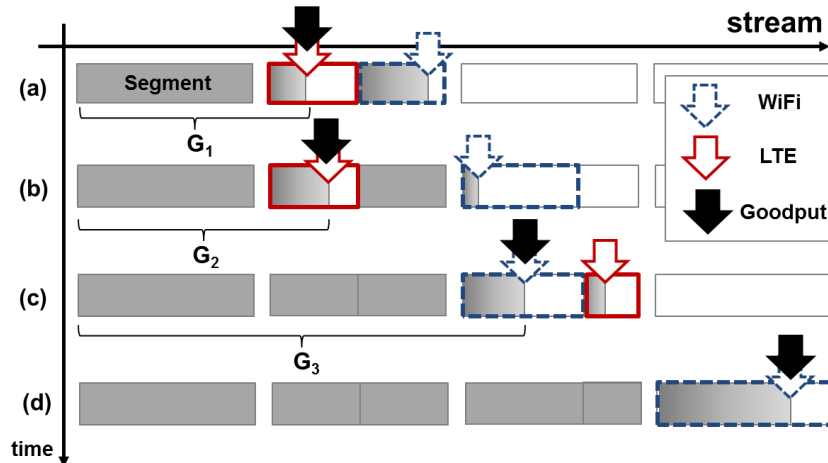 stream
(a)
Segment
G1
WiFi
LTE
Goodput
(b)
G2
(c)
G3
(d)
time